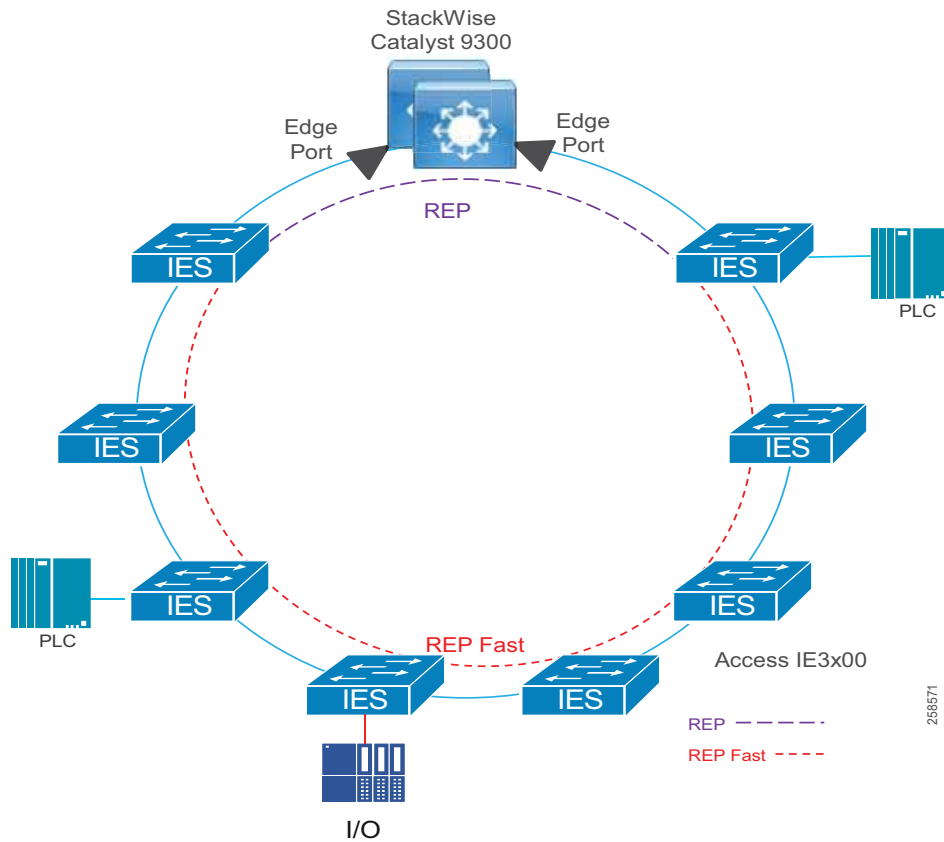 StackWise
Catalyst 9300
Edge
Port
Edge
Port
REP
IES
IES
PLC
IES
IES
PLC
IES
IES
REP Fast
IES
IES
Access IE3x00
REP
REP Fast
I/O
258571